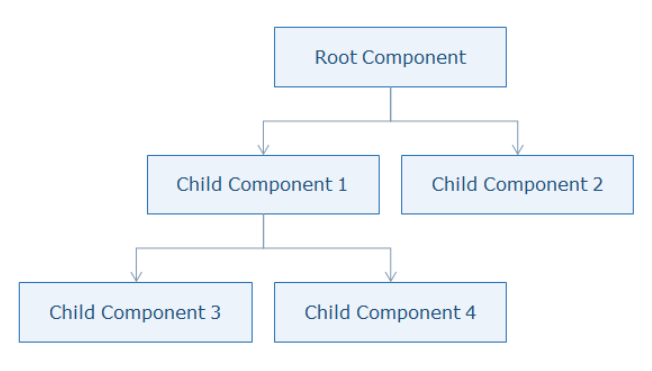 Root Component
Child Component 1
Child Component 2
Child Component 3
Child Component 4